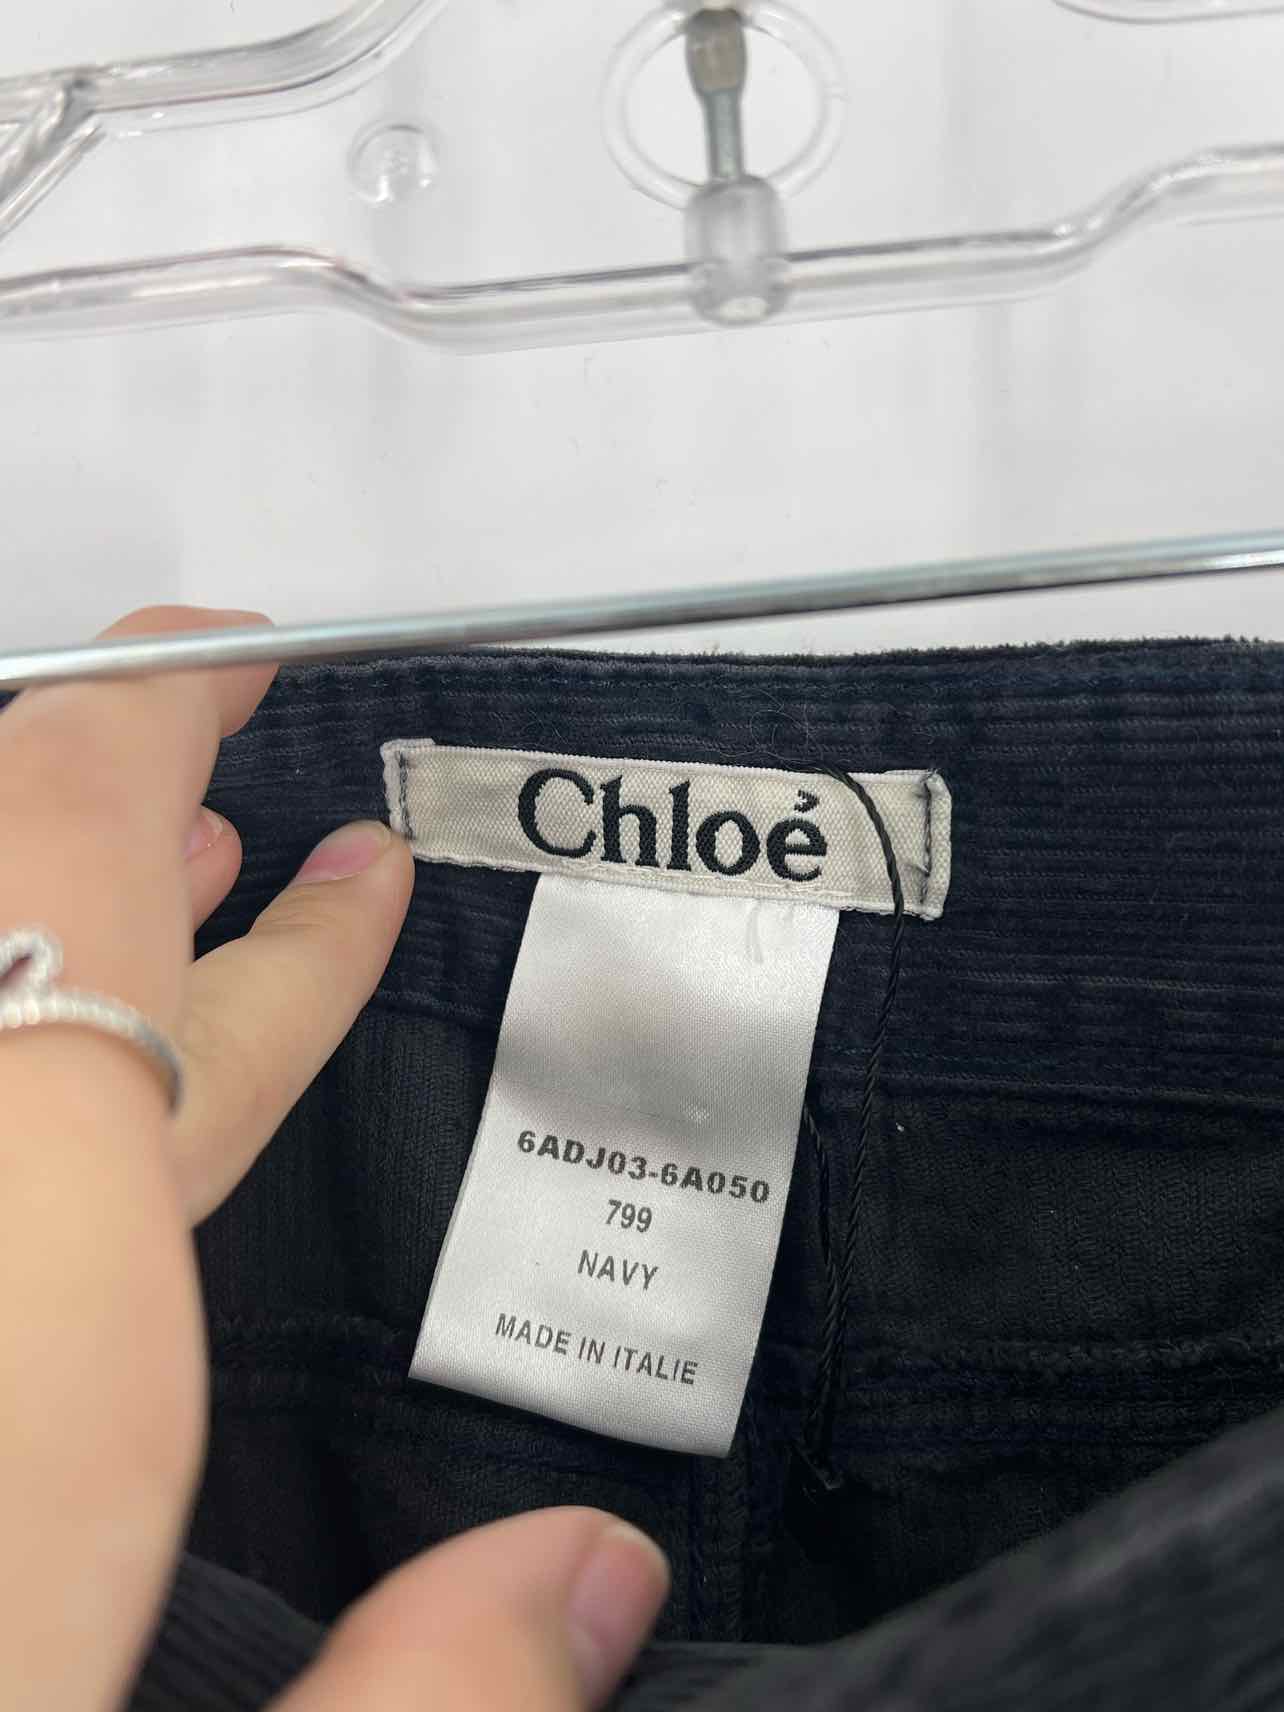 Chloé
6ADJ03-6A050
799
NAVY
MADE IN ITALIE